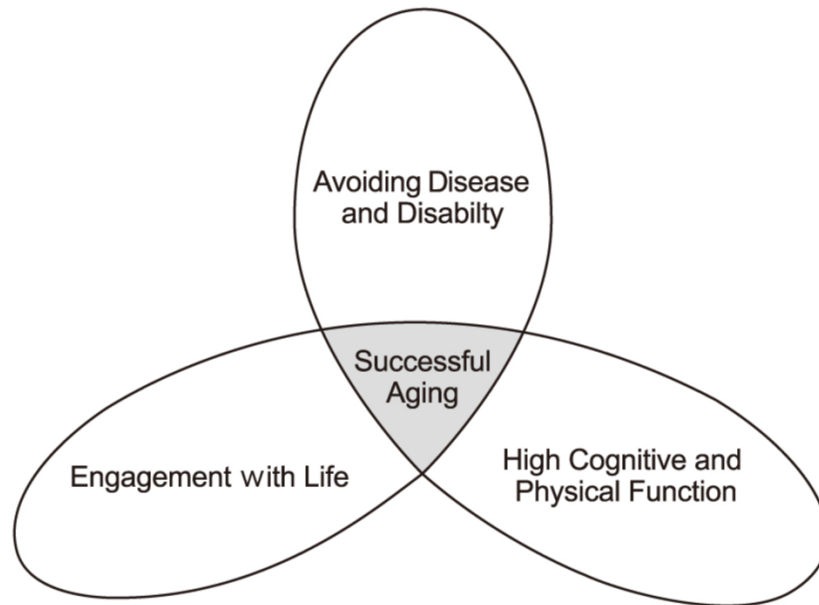 Avoiding Disease
and Disabilty
Successful
Aging
Engagement with Life
High Cognitive and
Physical Function